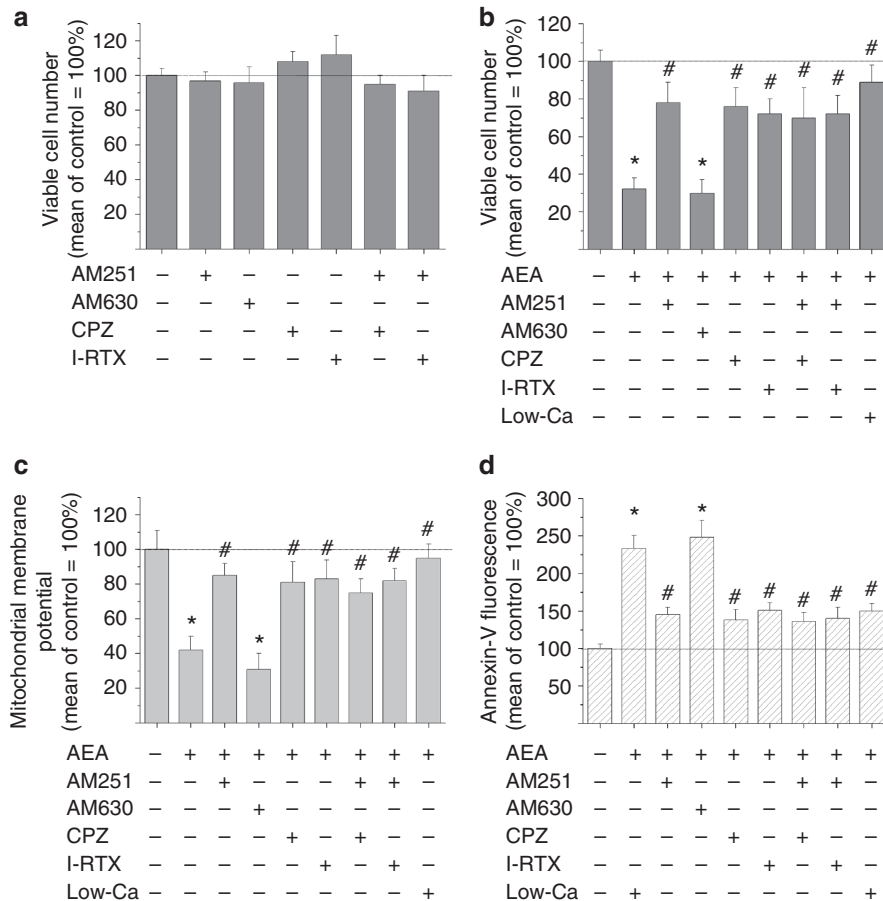 a
Viable cell number
(mean of control = 100%)
120
100
80
60
40
20
AM251 − + − − − + +
AM630 − − + − − − −
CPZ − − − + − + −
I-RTX − − − − + − +
b
Viable cell number
(mean of control = 100%)
120
100
80
60
40
20
* # * # # # # #
AEA − + + + + + + + +
AM251 − − + − − − + + −
AM630 − − − + − − − − −
CPZ − − − − + − + − −
I-RTX − − − − − + − + −
Low-Ca − − − − − − − − +
c
Mitochondrial membrane
potential
(mean of control = 100%)
120
100
80
60
40
20
* # * # # # # #
AEA − + + + + + + + +
AM251 − − + − − − + + −
AM630 − − − + − − − − −
CPZ − − − − + − + − −
I-RTX − − − − − + − + −
Low-Ca − − − − − − − − +
d
Annexin-V fluorescence
(mean of control = 100%)
300
250
200
150
100
50
* # * # # # # #
AEA − + + + + + + + +
AM251 − − + − − − + + −
AM630 − − − + − − − − −
CPZ − − − − + − + − −
I-RTX − − − − − + − + −
Low-Ca − + − − − − − − +